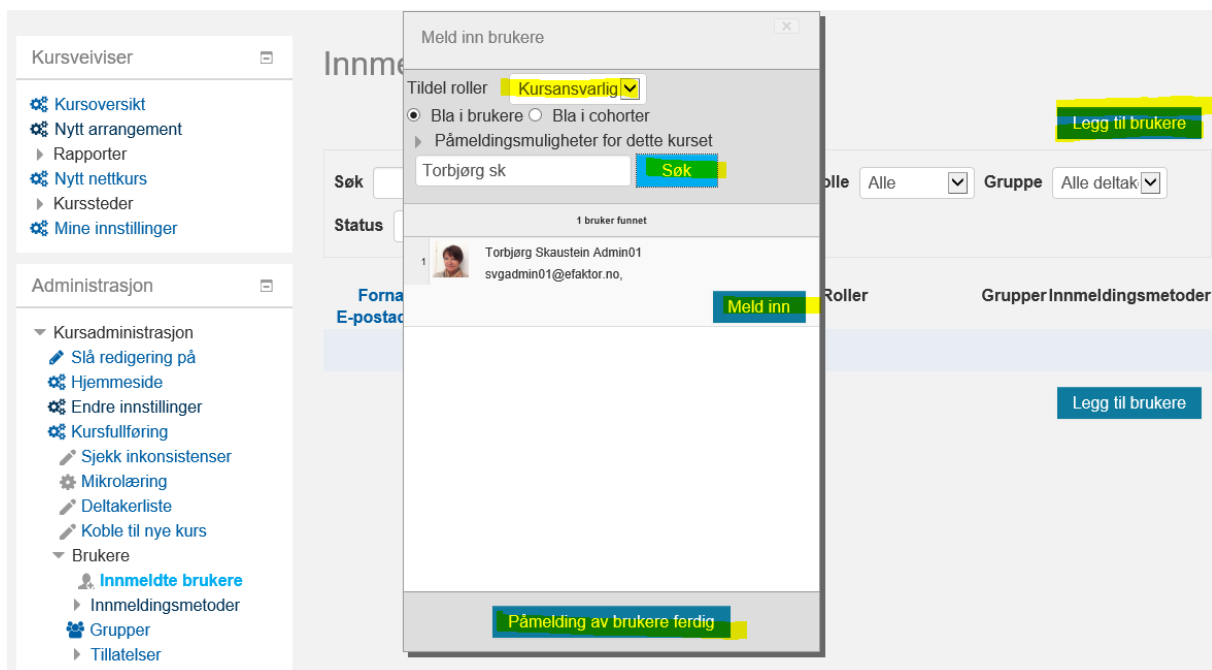 Kursveiviser
Kursoversikt
Nytt arrangement
Rapporter
Nytt nettkurs
Kurssteder
Mine innstillinger
Administrasjon
Kursadministrasjon
Slå redigering på
Hjemmeside
Endre innstillinger
Kursfullføring
Sjekk inkonsistenser
Mikrolæring
Deltakerliste
Koble til nye kurs
Brukere
Innmeldte brukere
Innmeldingsmetoder
Grupper
Tillatelser
Innme
Legg til brukere
Søk
olle Alle Gruppe Alle deltak
Status
Forna
E-postad
Roller Grupper Innmeldingsmetoder
Legg til brukere
Meld inn brukere
Tildel roller Kursansvarlig
Bla i brukere Bla i cohorter
Påmeldingsmuligheter for dette kurset
Torbjørg sk Søk
1 bruker funnet
1 Torbjørg Skaustein Admin01
svgadmin01@efaktor.no,
Meld inn
Påmelding av brukere ferdig